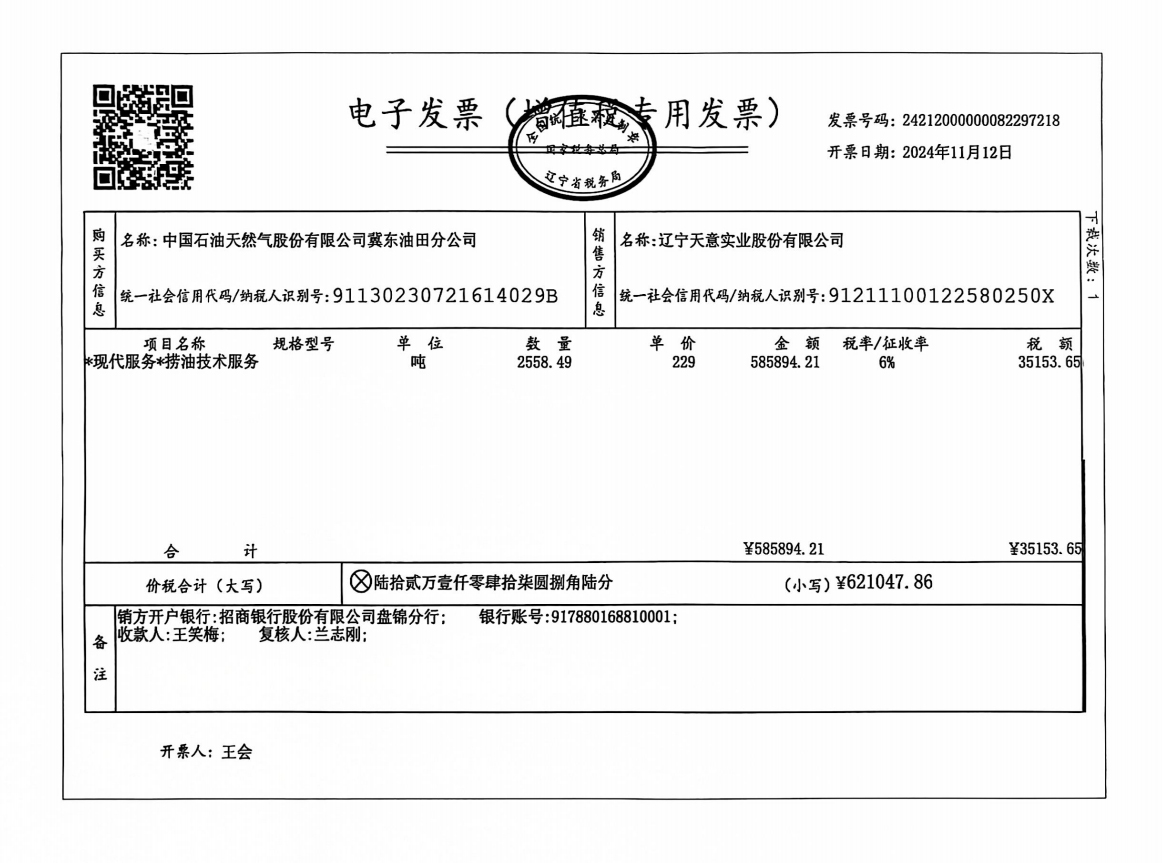 电子发票（增值税专用发票）
全国统一发票监制章
国家税务总局
辽宁省税务局
发票号码：24212000000082297218
开票日期：2024年11月12日
下载次数：1
购买方信息
名称：中国石油天然气股份有限公司冀东油田分公司
统一社会信用代码/纳税人识别号：91130230721614029B
销售方信息
名称:辽宁天意实业股份有限公司
统一社会信用代码/纳税人识别号:91211100122580250X
项目名称 规格型号 单位 数量 单价 金额 税率/征收率 税额
*现代服务*捞油技术服务 吨 2558.49 229 585894.21 6% 35153.65
合计 ¥585894.21 ¥35153.65
价税合计（大写） ⊗陆拾贰万壹仟零肆拾柒圆捌角陆分 （小写）¥621047.86
备注
销方开户银行:招商银行股份有限公司盘锦分行; 银行账号:917880168810001;
收款人:王笑梅; 复核人:兰志刚;
开票人：王会